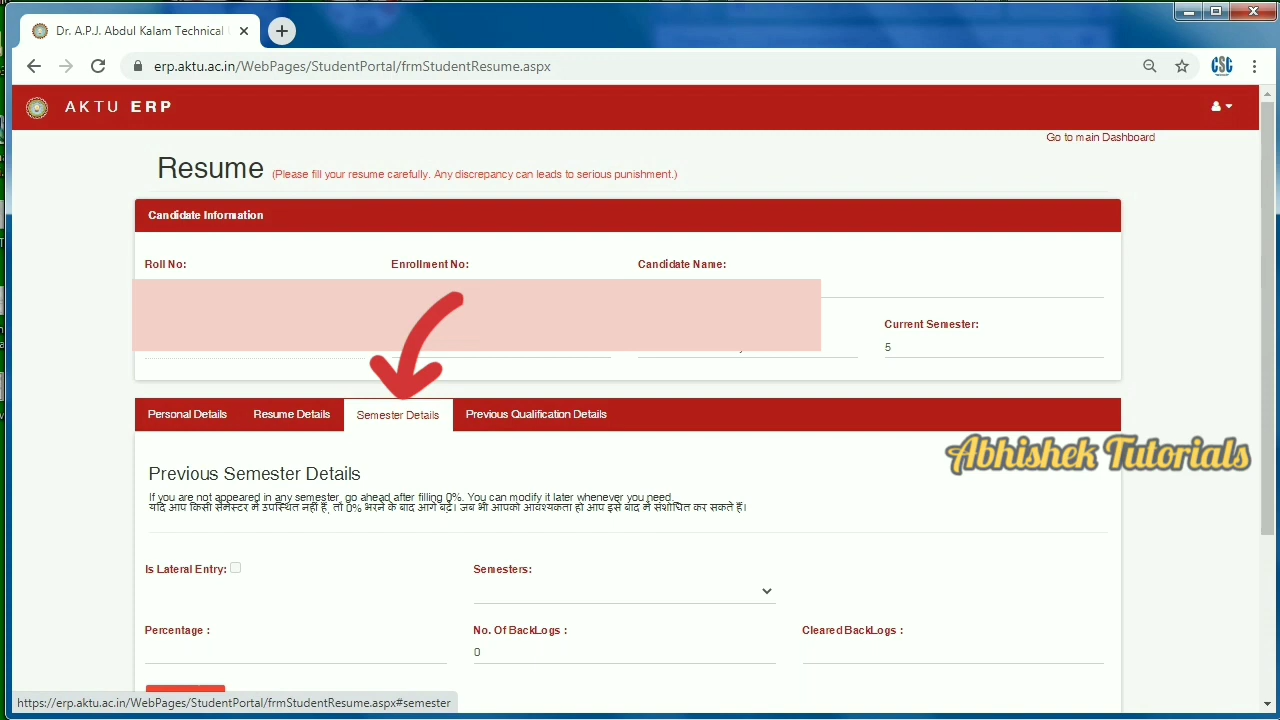 Dr. A.P.J. Abdul Kalam Technical
erp.aktu.ac.in/WebPages/StudentPortal/frmStudentResume.aspx
CSC
AKTU ERP
Go to main Dashboard
Resume (Please fill your resume carefully. Any discrepancy can leads to serious punishment.)
Candidate Information
Roll No: Enrollment No: Candidate Name:
Current Semester:
5
Personal Details Resume Details Semester Details Previous Qualification Details
Abhishek Tutorials
Previous Semester Details
If you are not appeared in any semester, go ahead after filling 0%. You can modify it later whenever you need.
यदि आप किसी सेमेस्टर में उपस्थित नहीं हैं, तो 0% भरने के बाद आगे बढ़ें। जब भी आपको आवश्यकता हो आप इसे बाद में संशोधित कर सकते हैं।
Is Lateral Entry: Semesters:
Percentage : No. Of BackLogs : Cleared BackLogs :
0
https://erp.aktu.ac.in/WebPages/StudentPortal/frmStudentResume.aspx#semester